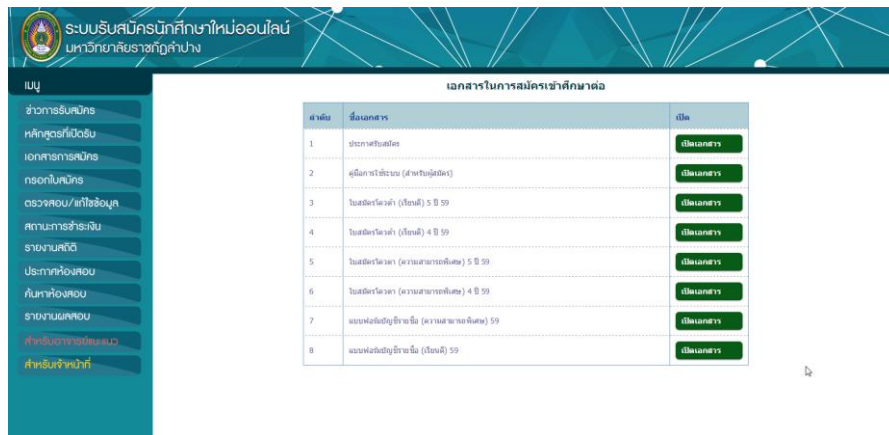 ระบบรับสมัครนักศึกษาใหม่ออนไลน์
มหาวิทยาลัยราชภัฏลำปาง
เมนู
ข่าวการรับสมัคร
หลักสูตรที่เปิดรับ
เอกสารการสมัคร
กรอกใบสมัคร
ตรวจสอบ/แก้ไขข้อมูล
สถานะการชำระเงิน
รายงานสถิติ
ประกาศห้องสอบ
ค้นหาห้องสอบ
รายงานผลสอบ
สำหรับอาจารย์แนะแนว
สำหรับเจ้าหน้าที่
เอกสารในการสมัครเข้าศึกษาต่อ
ลำดับ ชื่อเอกสาร เปิด
1 ประกาศรับสมัคร เปิดเอกสาร
2 คู่มือการใช้ระบบ (สำหรับผู้สมัคร) เปิดเอกสาร
3 ใบสมัครโควตา (เรียนดี) 5 ปี 59 เปิดเอกสาร
4 ใบสมัครโควตา (เรียนดี) 4 ปี 59 เปิดเอกสาร
5 ใบสมัครโควตา (ความสามารถพิเศษ) 5 ปี 59 เปิดเอกสาร
6 ใบสมัครโควตา (ความสามารถพิเศษ) 4 ปี 59 เปิดเอกสาร
7 แบบฟอร์มบัญชีรายชื่อ (ความสามารถพิเศษ) 59 เปิดเอกสาร
8 แบบฟอร์มบัญชีรายชื่อ (เรียนดี) 59 เปิดเอกสาร